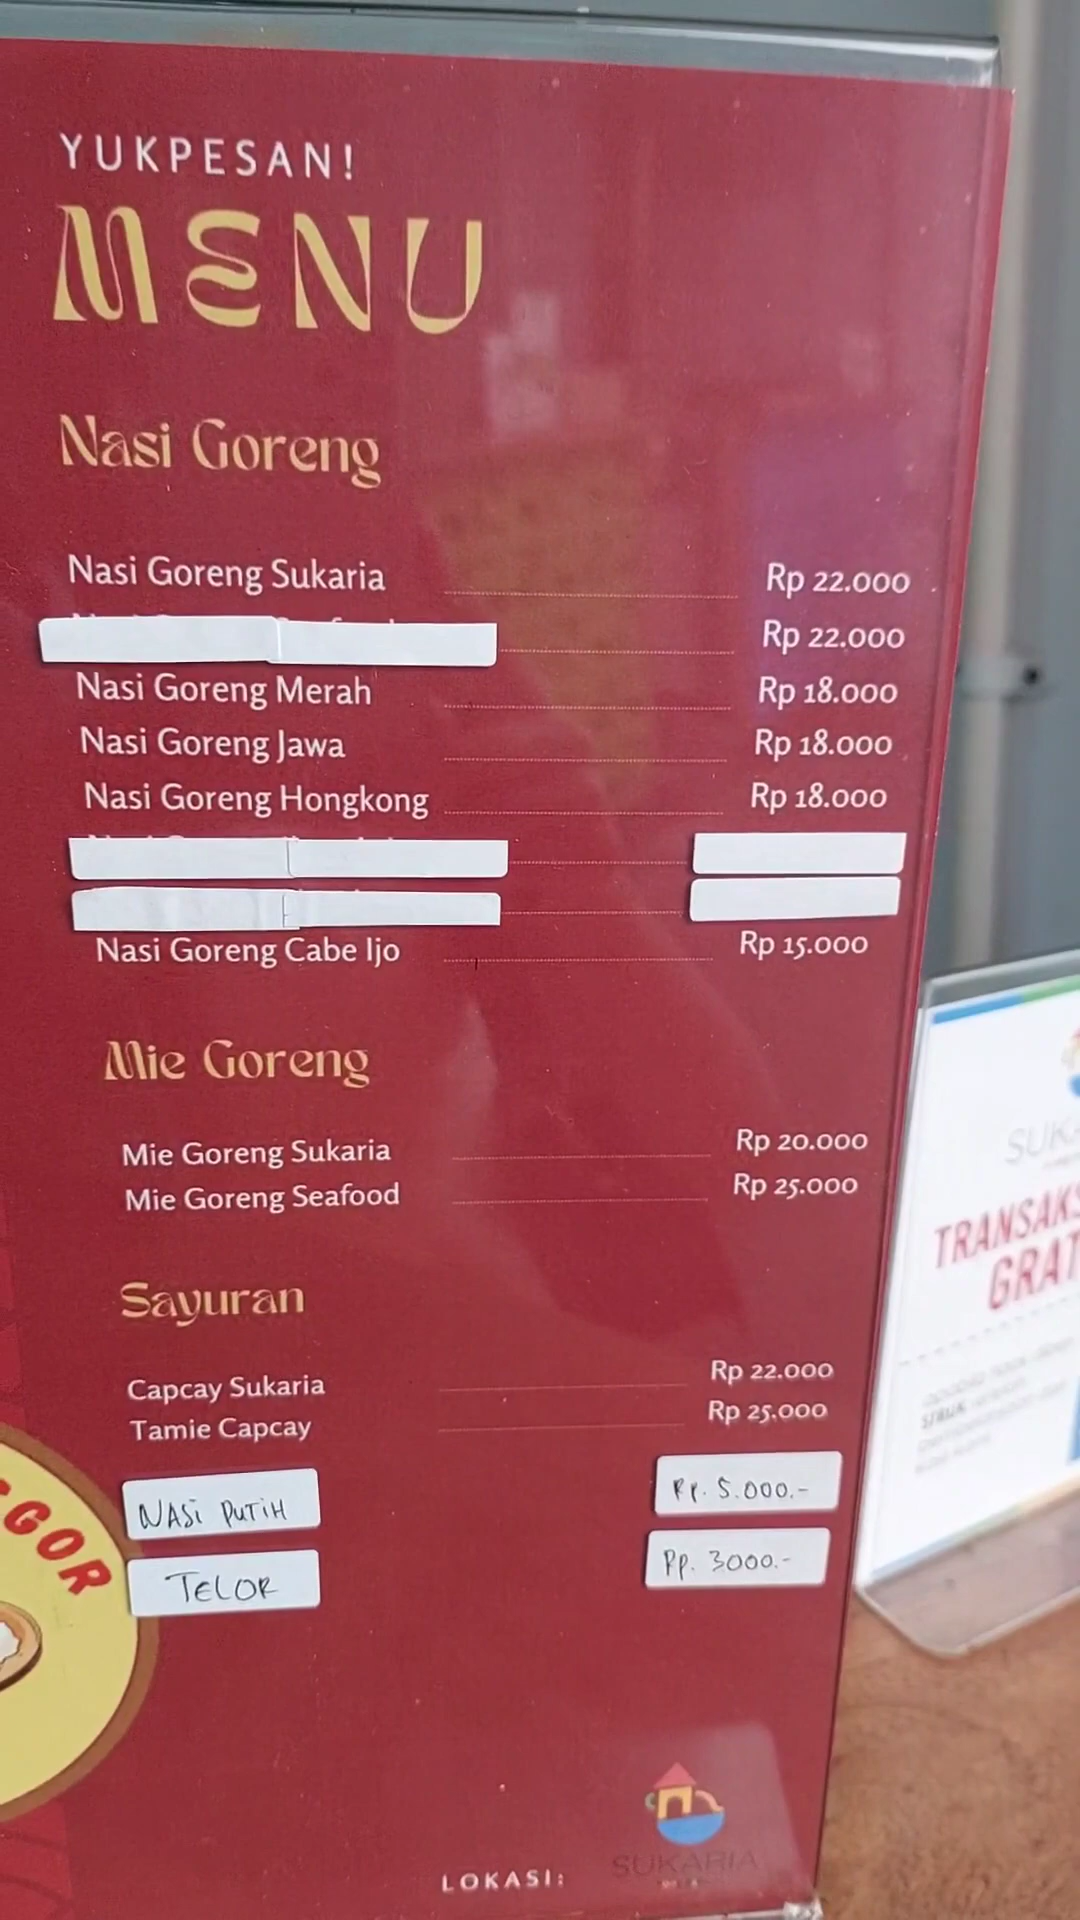 YUKPESAN!
MENU
Nasi Goreng
Nasi Goreng Sukaria Rp 22.000
Rp 22.000
Nasi Goreng Merah Rp 18.000
Nasi Goreng Jawa Rp 18.000
Nasi Goreng Hongkong Rp 18.000
Nasi Goreng Cabe Ijo Rp 15.000
Mie Goreng
Mie Goreng Sukaria Rp 20.000
Mie Goreng Seafood Rp 25.000
Sayuran
Capcay Sukaria Rp 22.000
Tamie Capcay Rp 25.000
NASI PUTIH Rp. 5.000.-
TELOR Rp. 3000.-
GOR
SUKARIA
LOKASI:
SUKA
TRANSAKS
GRAT
STRUK